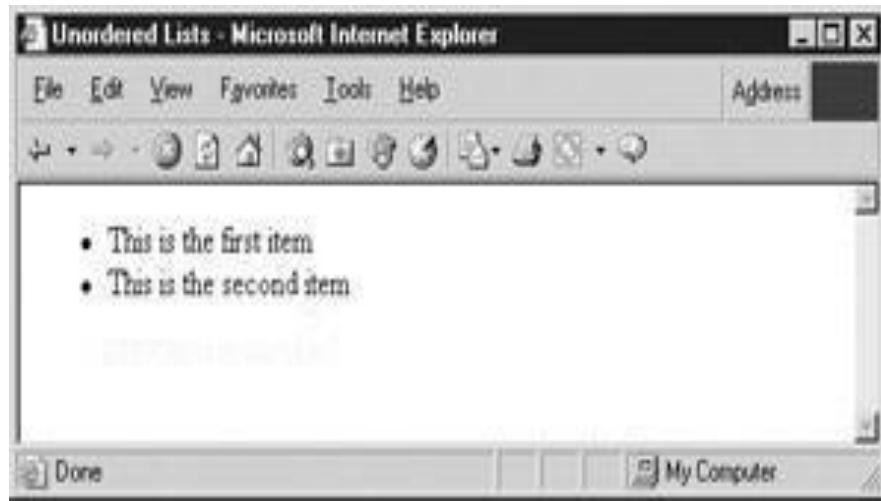 Unordered Lists - Microsoft Internet Explorer
File Edit View Favorites Tools Help Address
This is the first item
This is the second item
Done My Computer